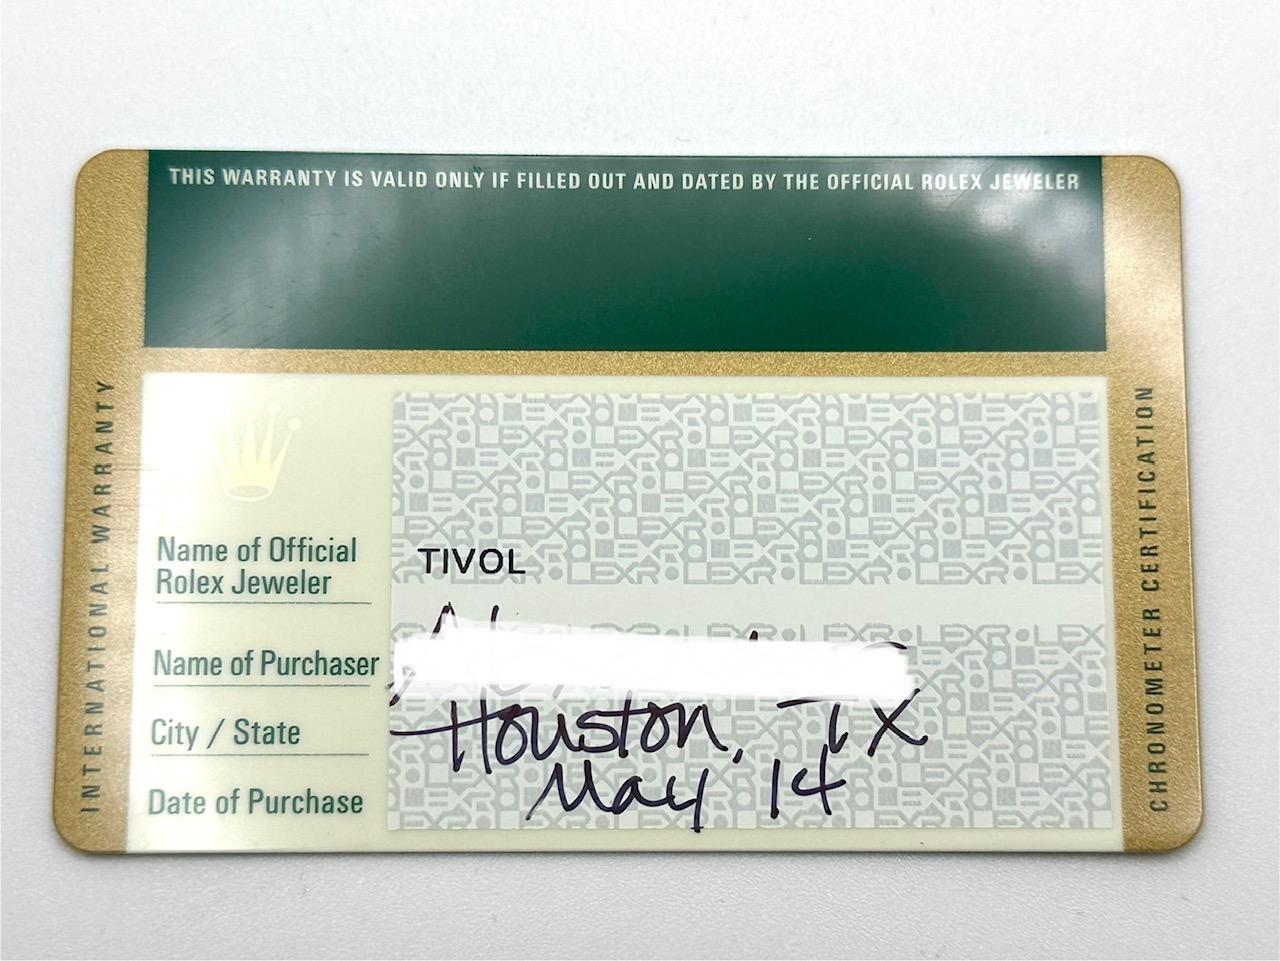 THIS WARRANTY IS VALID ONLY IF FILLED OUT AND DATED BY THE OFFICIAL ROLEX JEWELER
INTERNATIONAL WARRANTY
Name of Official
Rolex Jeweler
TIVOL
Name of Purchaser
City / State
Houston, TX
Date of Purchase
May 14
CHRONOMETER CERTIFICATION